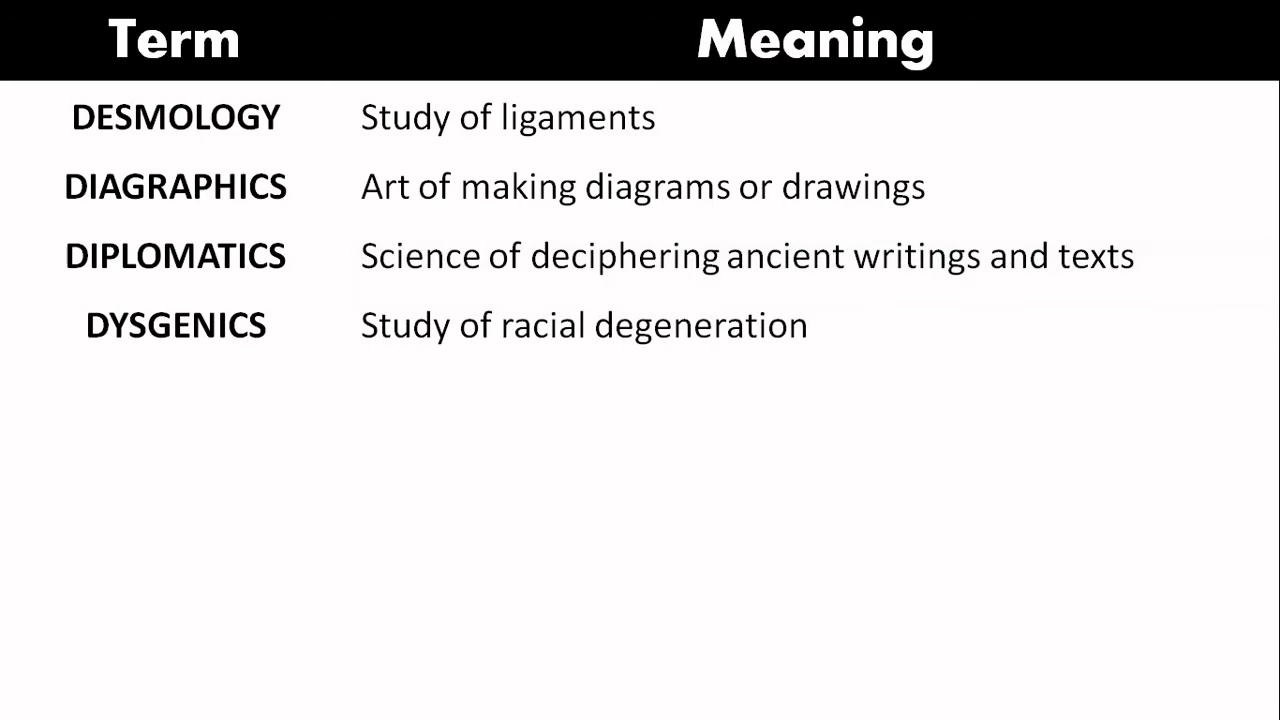 Term Meaning
DESMOLOGY Study of ligaments
DIAGRAPHICS Art of making diagrams or drawings
DIPLOMATICS Science of deciphering ancient writings and texts
DYSGENICS Study of racial degeneration